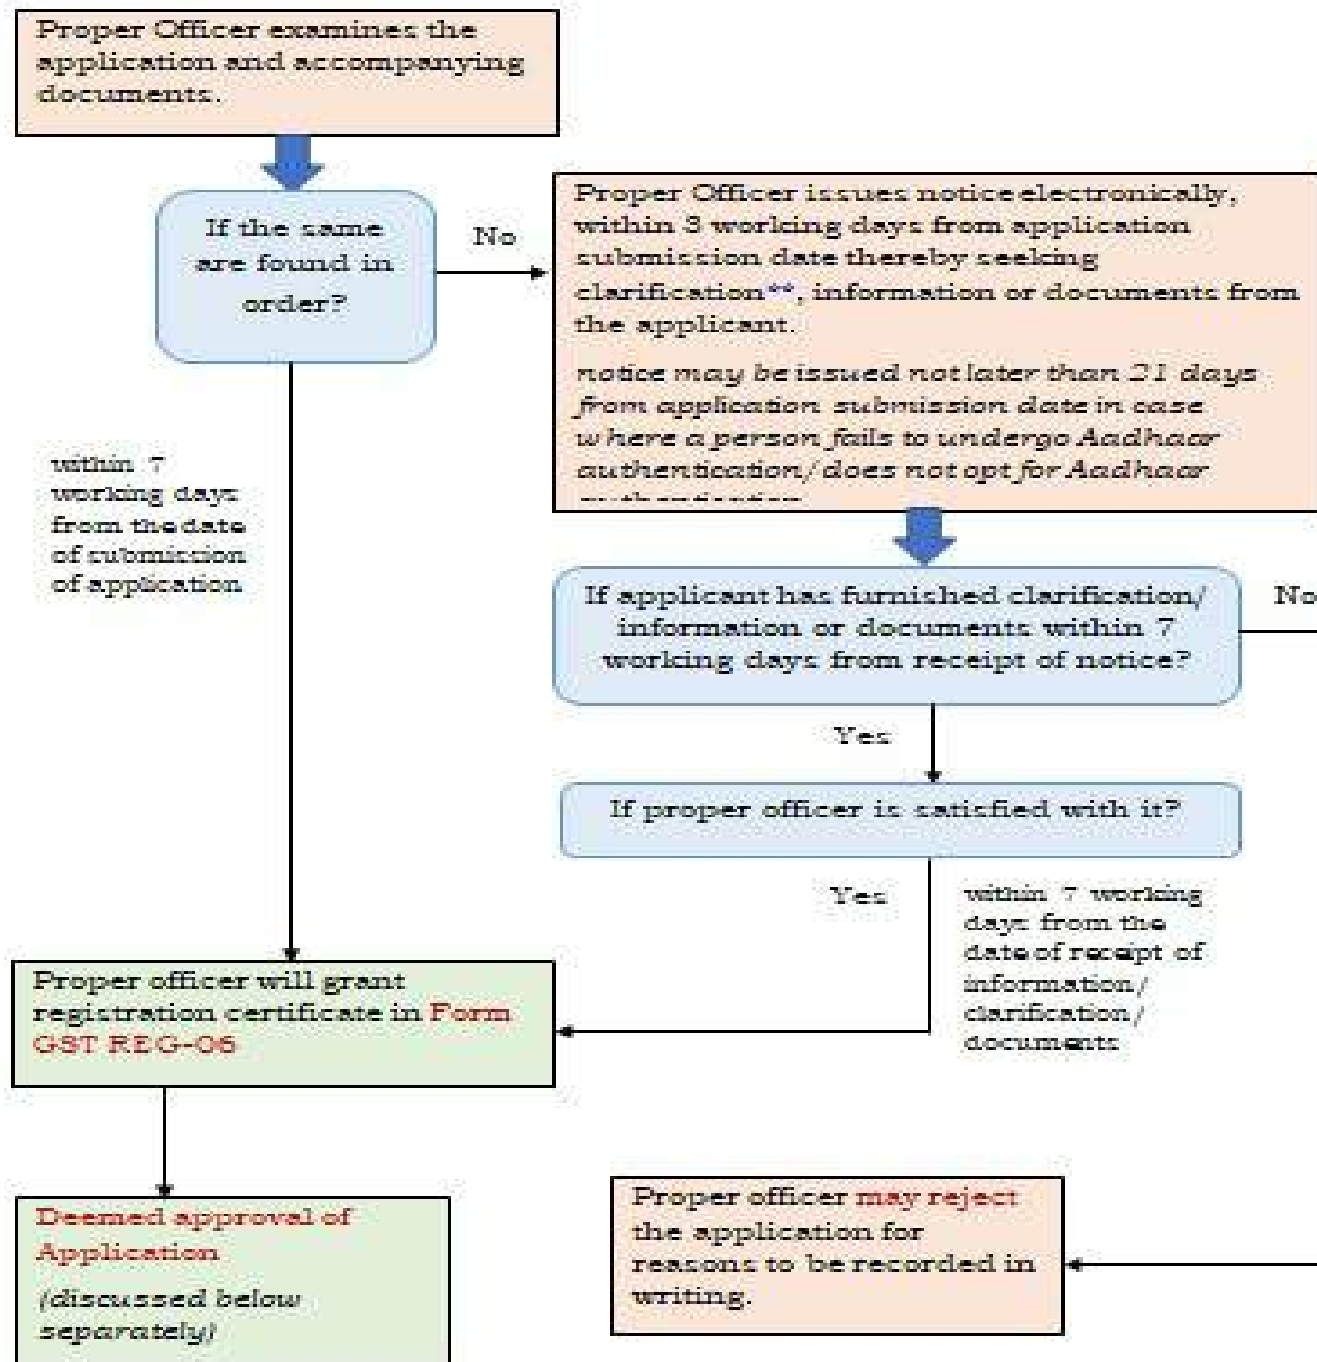 Proper Officer examines the
application and accompanying
documents.
If the same
are found in
order?
No
Proper Officer issues notice electronically,
within 3 working days from application
submission date thereby seeking
clarification**, information or documents from
the applicant.
notice may be issued not later than 21 days
from application submission date in case
where a person fails to undergo Aadhaar
authentication/does not opt for Aadhaar
within 7
working days
from the date
of submission
of application
If applicant has furnished clarification/
information or documents within 7
working days from receipt of notice?
No
Yes
If proper officer is satisfied with it?
Yes
within 7 working
days from the
date of receipt of
information/
clarification/
documents
Proper officer will grant
registration certificate in Form
GST REG-06
Deemed approval of
Application
(discussed below
separately)
Proper officer may reject
the application for
reasons to be recorded in
writing.